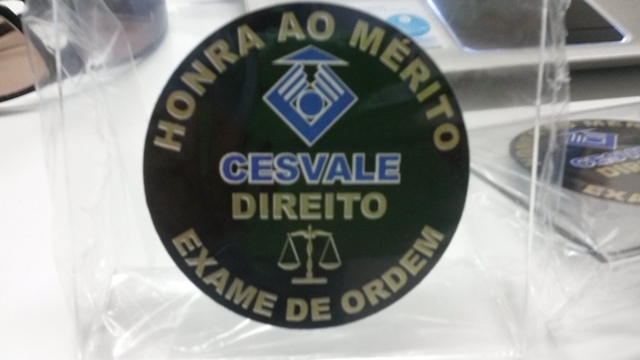 HONRA AO MÉRITO
CESVALE
DIREITO
EXAME DE ORDEM